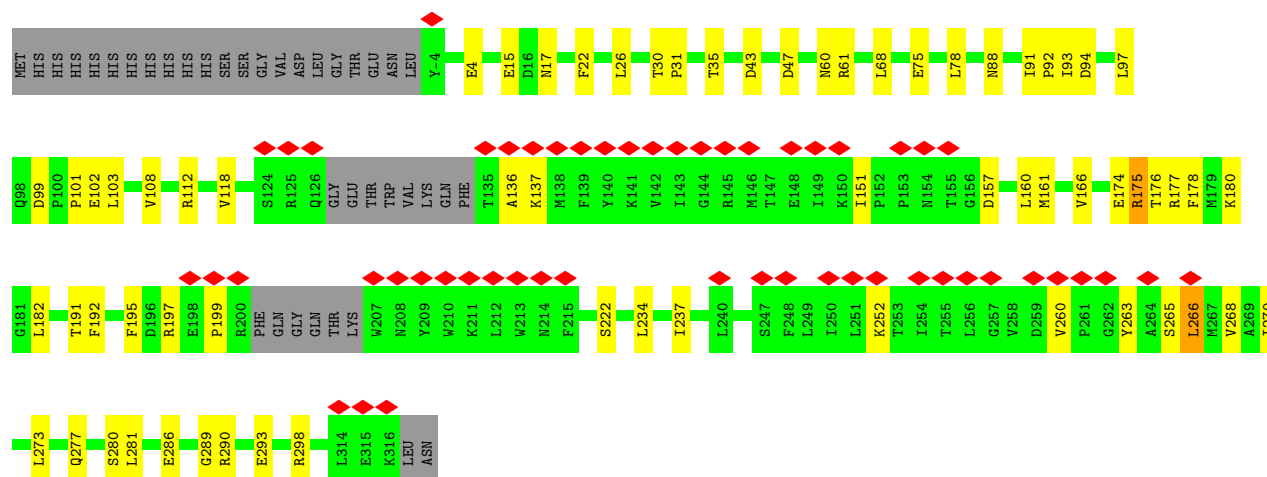 MET HIS HIS HIS HIS HIS HIS HIS HIS SER SER GLY VAL ASP LEU GLY THR GLU ASN LEU Y-4 E4 E15 D16 N17 F22 L26 T30 P31 T35 D43 D47 N60 R61 L68 E75 L78 N88 I91 P92 I93 D94 L97
Q98 D99 P100 P101 E102 L103 V108 R112 V118 S124 R125 Q126 GLY GLU THR TRP VAL LYS GLN PHE T135 A136 K137 M138 F139 Y140 K141 V142 I143 G144 R145 M146 T147 E148 I149 K150 I151 P152 P153 N154 T155 G156 D157 L160 M161 V166 E174 R175 T176 R177 F178 M179 K180
G181 L182 T191 F192 F195 D196 R197 E198 P199 R200 PHE GLN GLY GLN THR LYS W207 N208 Y209 W210 K211 L212 W213 N214 F215 S222 L234 I237 L240 S247 F248 L249 I250 L251 K252 T253 I254 T255 L256 G257 V258 D259 V260 P261 G262 Y263 A264 S265 L266 M267 V268 A269
L273 Q277 S280 L281 E286 G289 R290 E293 R298 L314 E315 K316 LEU ASN